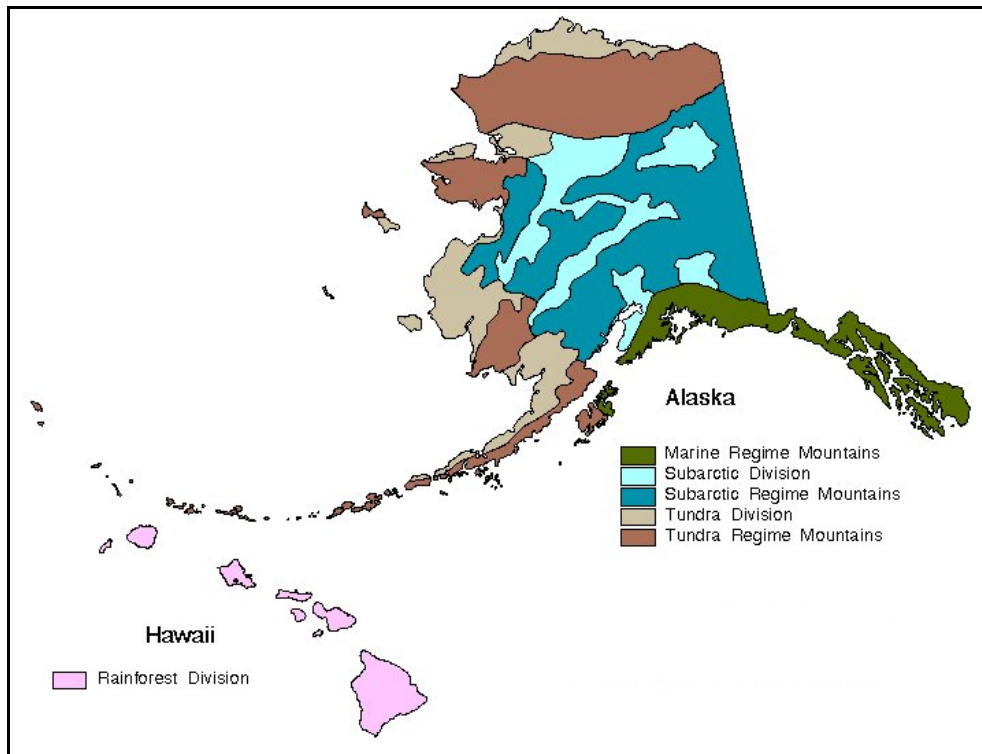 Alaska
Marine Regime Mountains
Subarctic Division
Subarctic Regime Mountains
Tundra Division
Tundra Regime Mountains
Hawaii
Rainforest Division